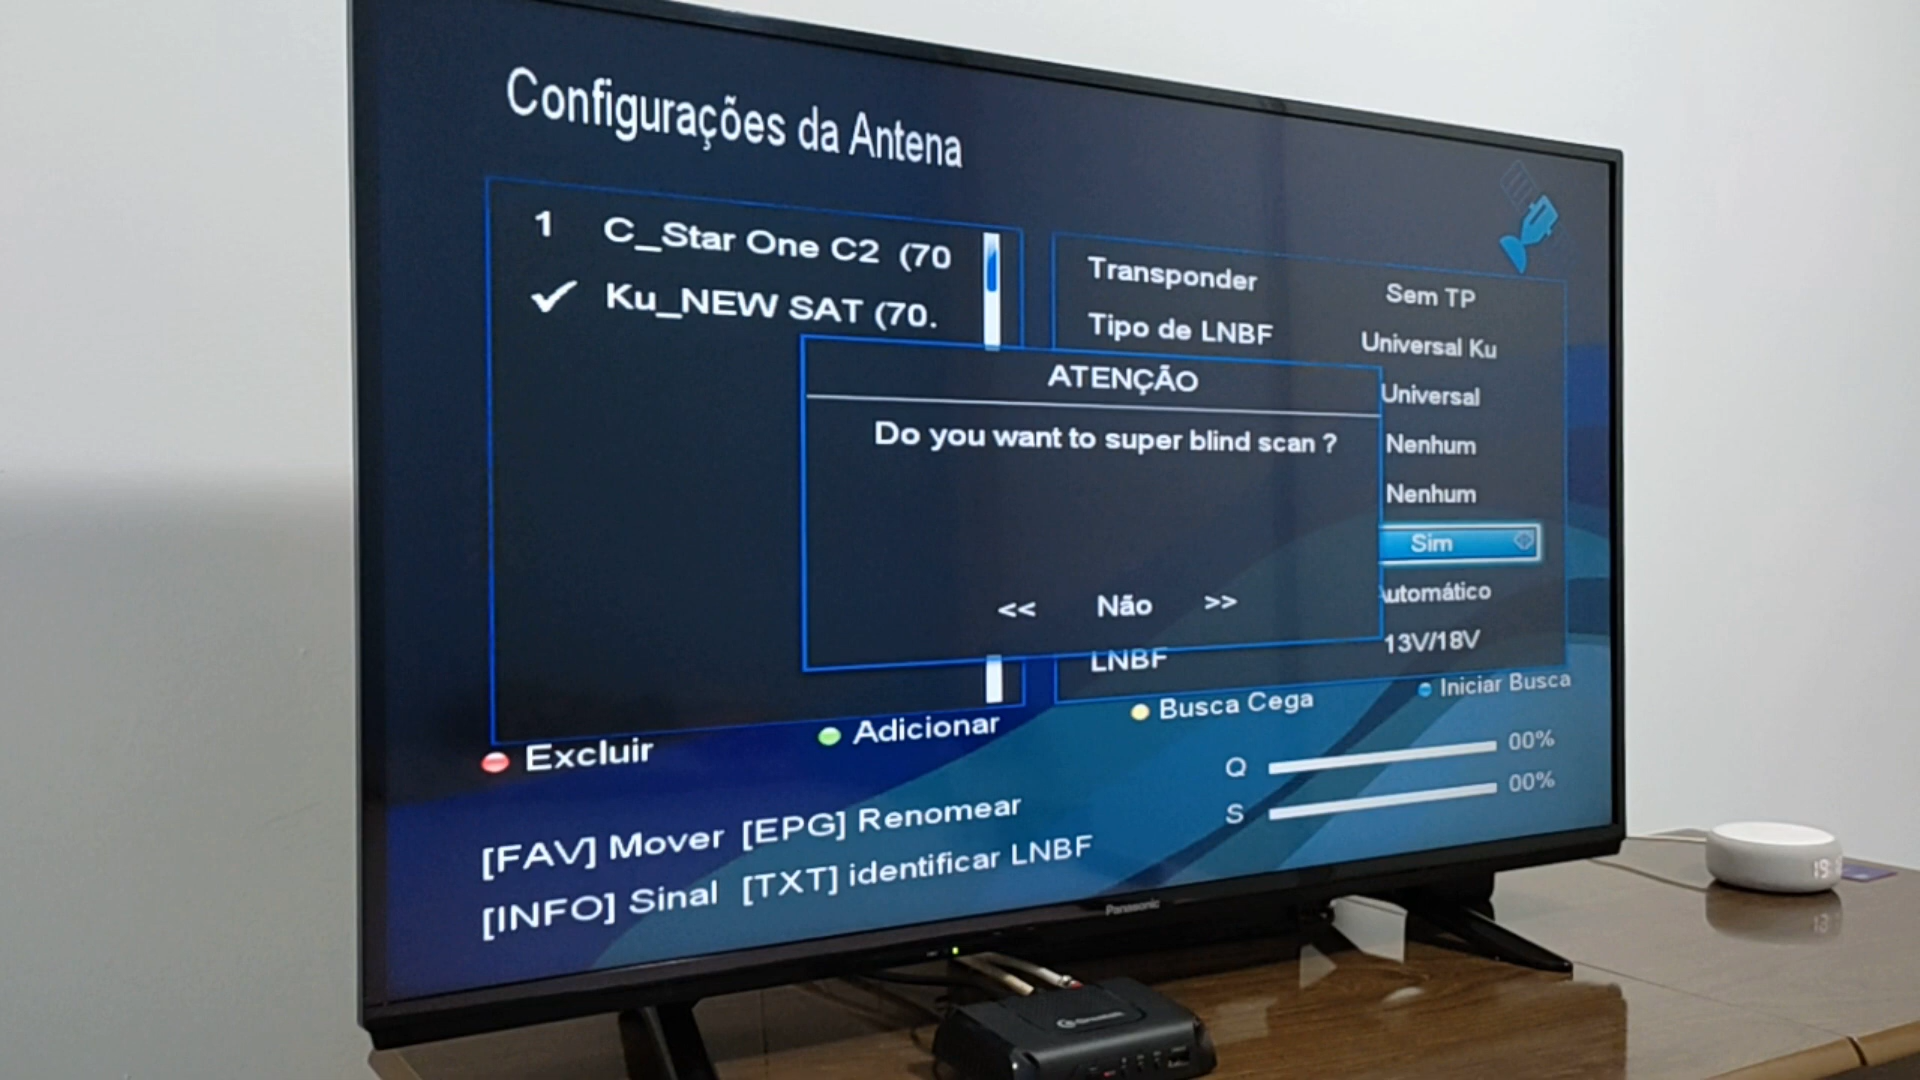 Configurações da Antena
1 C_Star One C2 (70
Ku_NEW SAT (70.
Transponder Sem TP
Tipo de LNBF Universal Ku
Universal
Nenhum
Nenhum
Sim
utomático
13V/18V
LNBF
ATENÇÃO
Do you want to super blind scan ?
<< Não >>
Excluir
Adicionar
Busca Cega
Iniciar Busca
[FAV] Mover [EPG] Renomear
[INFO] Sinal [TXT] identificar LNBF
Q 00%
S 00%
Panasonic